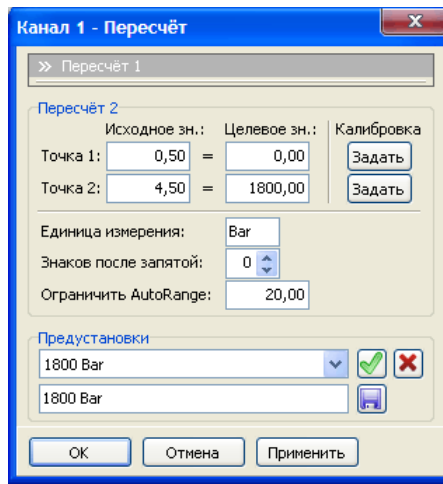 Канал 1 - Пересчёт
» Пересчёт 1
Пересчёт 2
Исходное зн.: Целевое зн.: Калибровка
Точка 1: 0,50 = 0,00 Задать
Точка 2: 4,50 = 1800,00 Задать
Единица измерения: Bar
Знаков после запятой: 0
Ограничить AutoRange: 20,00
Предустановки
1800 Bar
1800 Bar
OK Отмена Применить